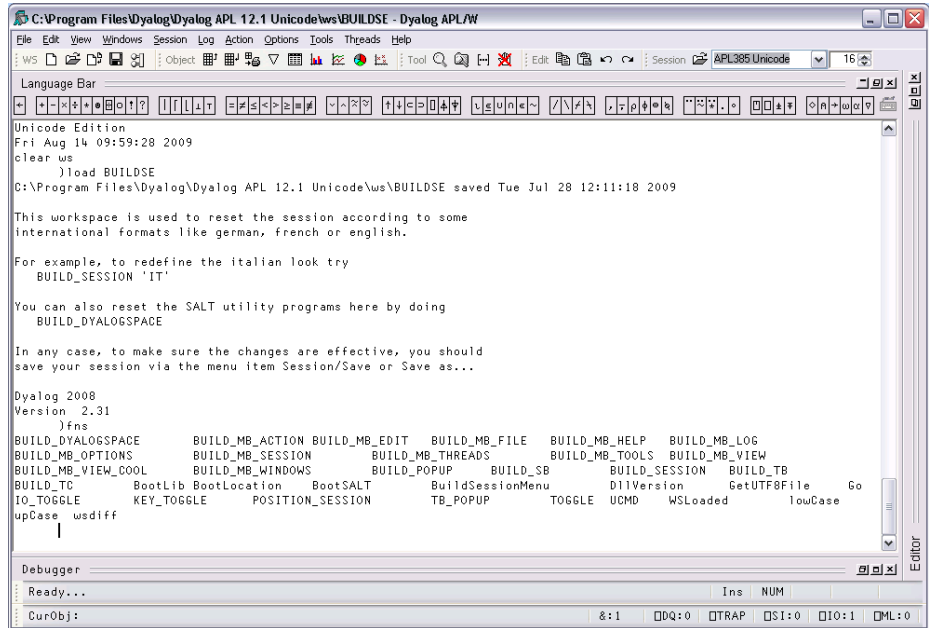 C:\Program Files\Dyalog\Dyalog APL 12.1 Unicode\ws\BUILDSE - Dyalog APL/W
File Edit View Windows Session Log Action Options Tools Threads Help
WS Object Tool Edit Session APL385 Unicode 16
Language Bar
Unicode Edition
Fri Aug 14 09:59:28 2009
clear ws
)load BUILDSE
C:\Program Files\Dyalog\Dyalog APL 12.1 Unicode\ws\BUILDSE saved Tue Jul 28 12:11:18 2009
This workspace is used to reset the session according to some
international formats like german, french or english.
For example, to redefine the italian look try
BUILD_SESSION 'IT'
You can also reset the SALT utility programs here by doing
BUILD_DYALOGSPACE
In any case, to make sure the changes are effective, you should
save your session via the menu item Session/Save or Save as...
Dyalog 2008
Version 2.31
)fns
BUILD_DYALOGSPACE BUILD_MB_ACTION BUILD_MB_EDIT BUILD_MB_FILE BUILD_MB_HELP BUILD_MB_LOG
BUILD_MB_OPTIONS BUILD_MB_SESSION BUILD_MB_THREADS BUILD_MB_TOOLS BUILD_MB_VIEW
BUILD_MB_VIEW_COOL BUILD_MB_WINDOWS BUILD_POPUP BUILD_SB BUILD_SESSION BUILD_TB
BUILD_TC BootLib BootLocation BootSALT BuildSessionMenu DllVersion GetUTF8File Go
IO_TOGGLE KEY_TOGGLE POSITION_SESSION TB_POPUP TOGGLE UCMD WSLoaded lowCase
upCase wsdiff
Editor
Debugger
Ready... Ins NUM
CurObj: &:1 ⎕DQ:0 ⎕TRAP ⎕SI:0 ⎕IO:1 ⎕ML:0